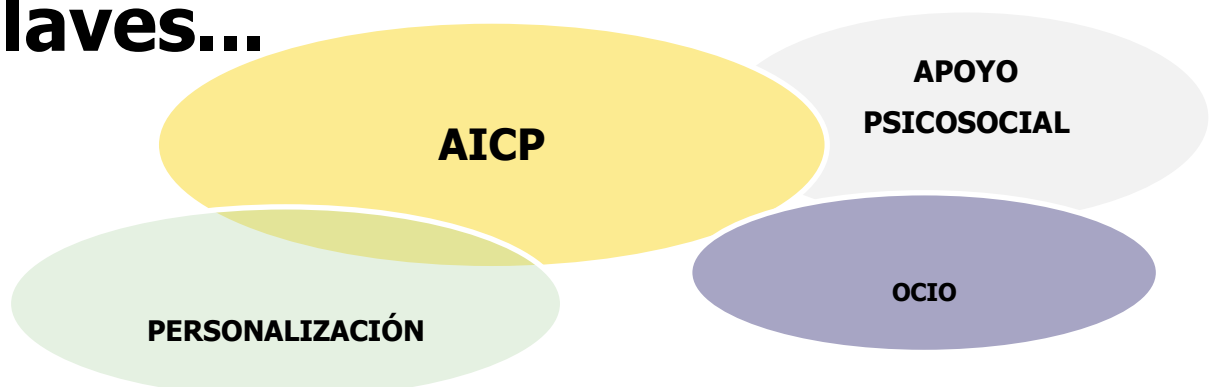 laves...
APOYO
PSICOSOCIAL
AICP
OCIO
PERSONALIZACIÓN